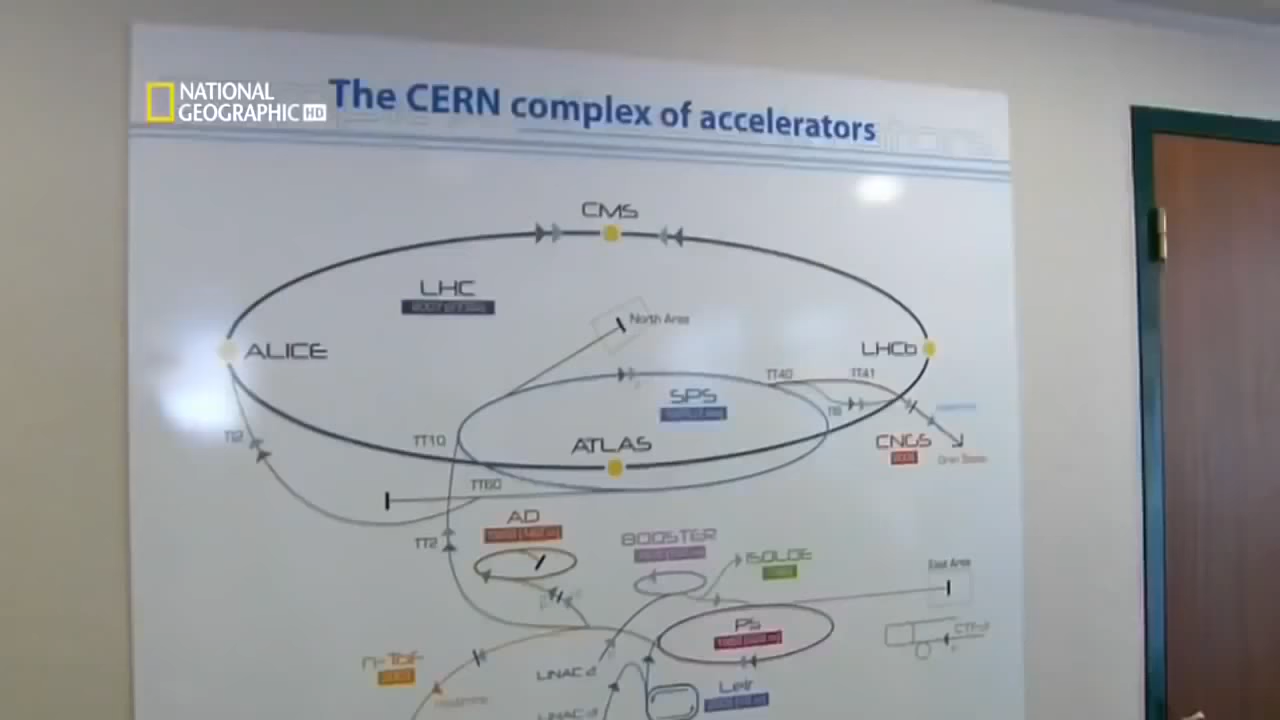 NATIONAL
GEOGRAPHIC HD
The CERN complex of accelerators
CMS
LHC
North Area
ALICE
LHCb
TT40
TT41
SPS
TI8
TT10
ATLAS
CNGS
TI2
TT60
AD
TT2
BOOSTER
ISOLDE
East Area
PS
CTF3
n-ToF
LINAC 2
Leir
LINAC 3